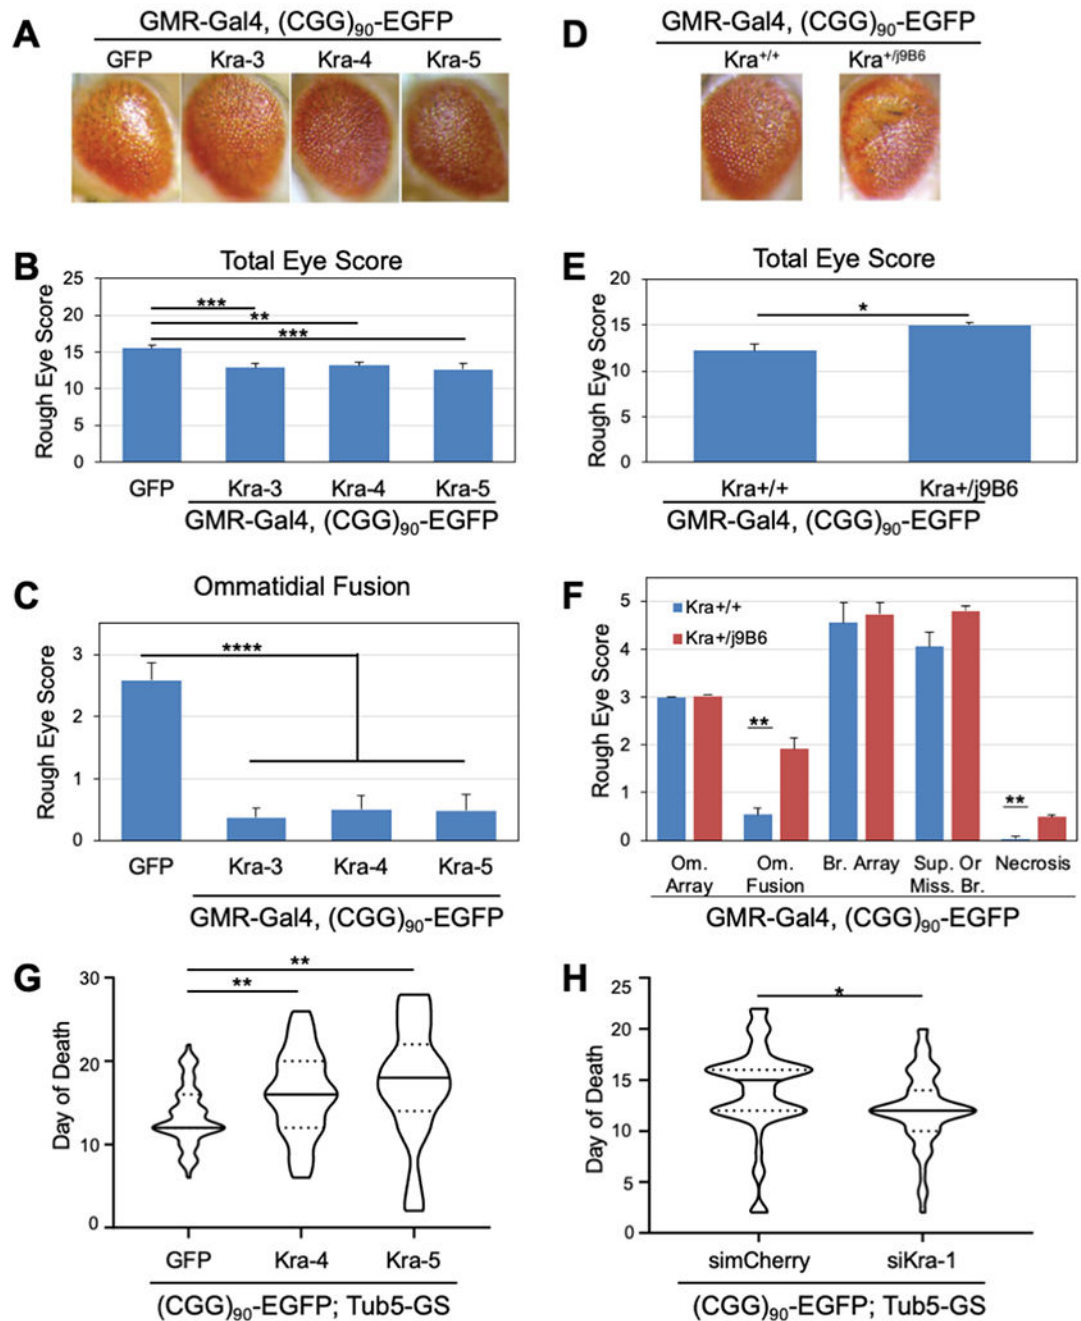 A
GMR-Gal4, (CGG)90-EGFP
GFP Kra-3 Kra-4 Kra-5
B
Total Eye Score
Rough Eye Score
25
20
15
10
5
0
***
**
***
GFP Kra-3 Kra-4 Kra-5
GMR-Gal4, (CGG)90-EGFP
C
Ommatidial Fusion
Rough Eye Score
3
2
1
0
****
GFP Kra-3 Kra-4 Kra-5
GMR-Gal4, (CGG)90-EGFP
D
GMR-Gal4, (CGG)90-EGFP
Kra+/+ Kra+/j9B6
E
Total Eye Score
Rough Eye Score
20
15
10
5
0
*
Kra+/+ Kra+/j9B6
GMR-Gal4, (CGG)90-EGFP
F
Rough Eye Score
5
4
3
2
1
0
Kra+/+
Kra+/j9B6
**
**
Om. Array
Om. Fusion
Br. Array
Sup. Or Miss. Br.
Necrosis
GMR-Gal4, (CGG)90-EGFP
G
Day of Death
30
20
10
0
**
**
GFP Kra-4 Kra-5
(CGG)90-EGFP; Tub5-GS
H
Day of Death
25
20
15
10
5
0
*
simCherry siKra-1
(CGG)90-EGFP; Tub5-GS